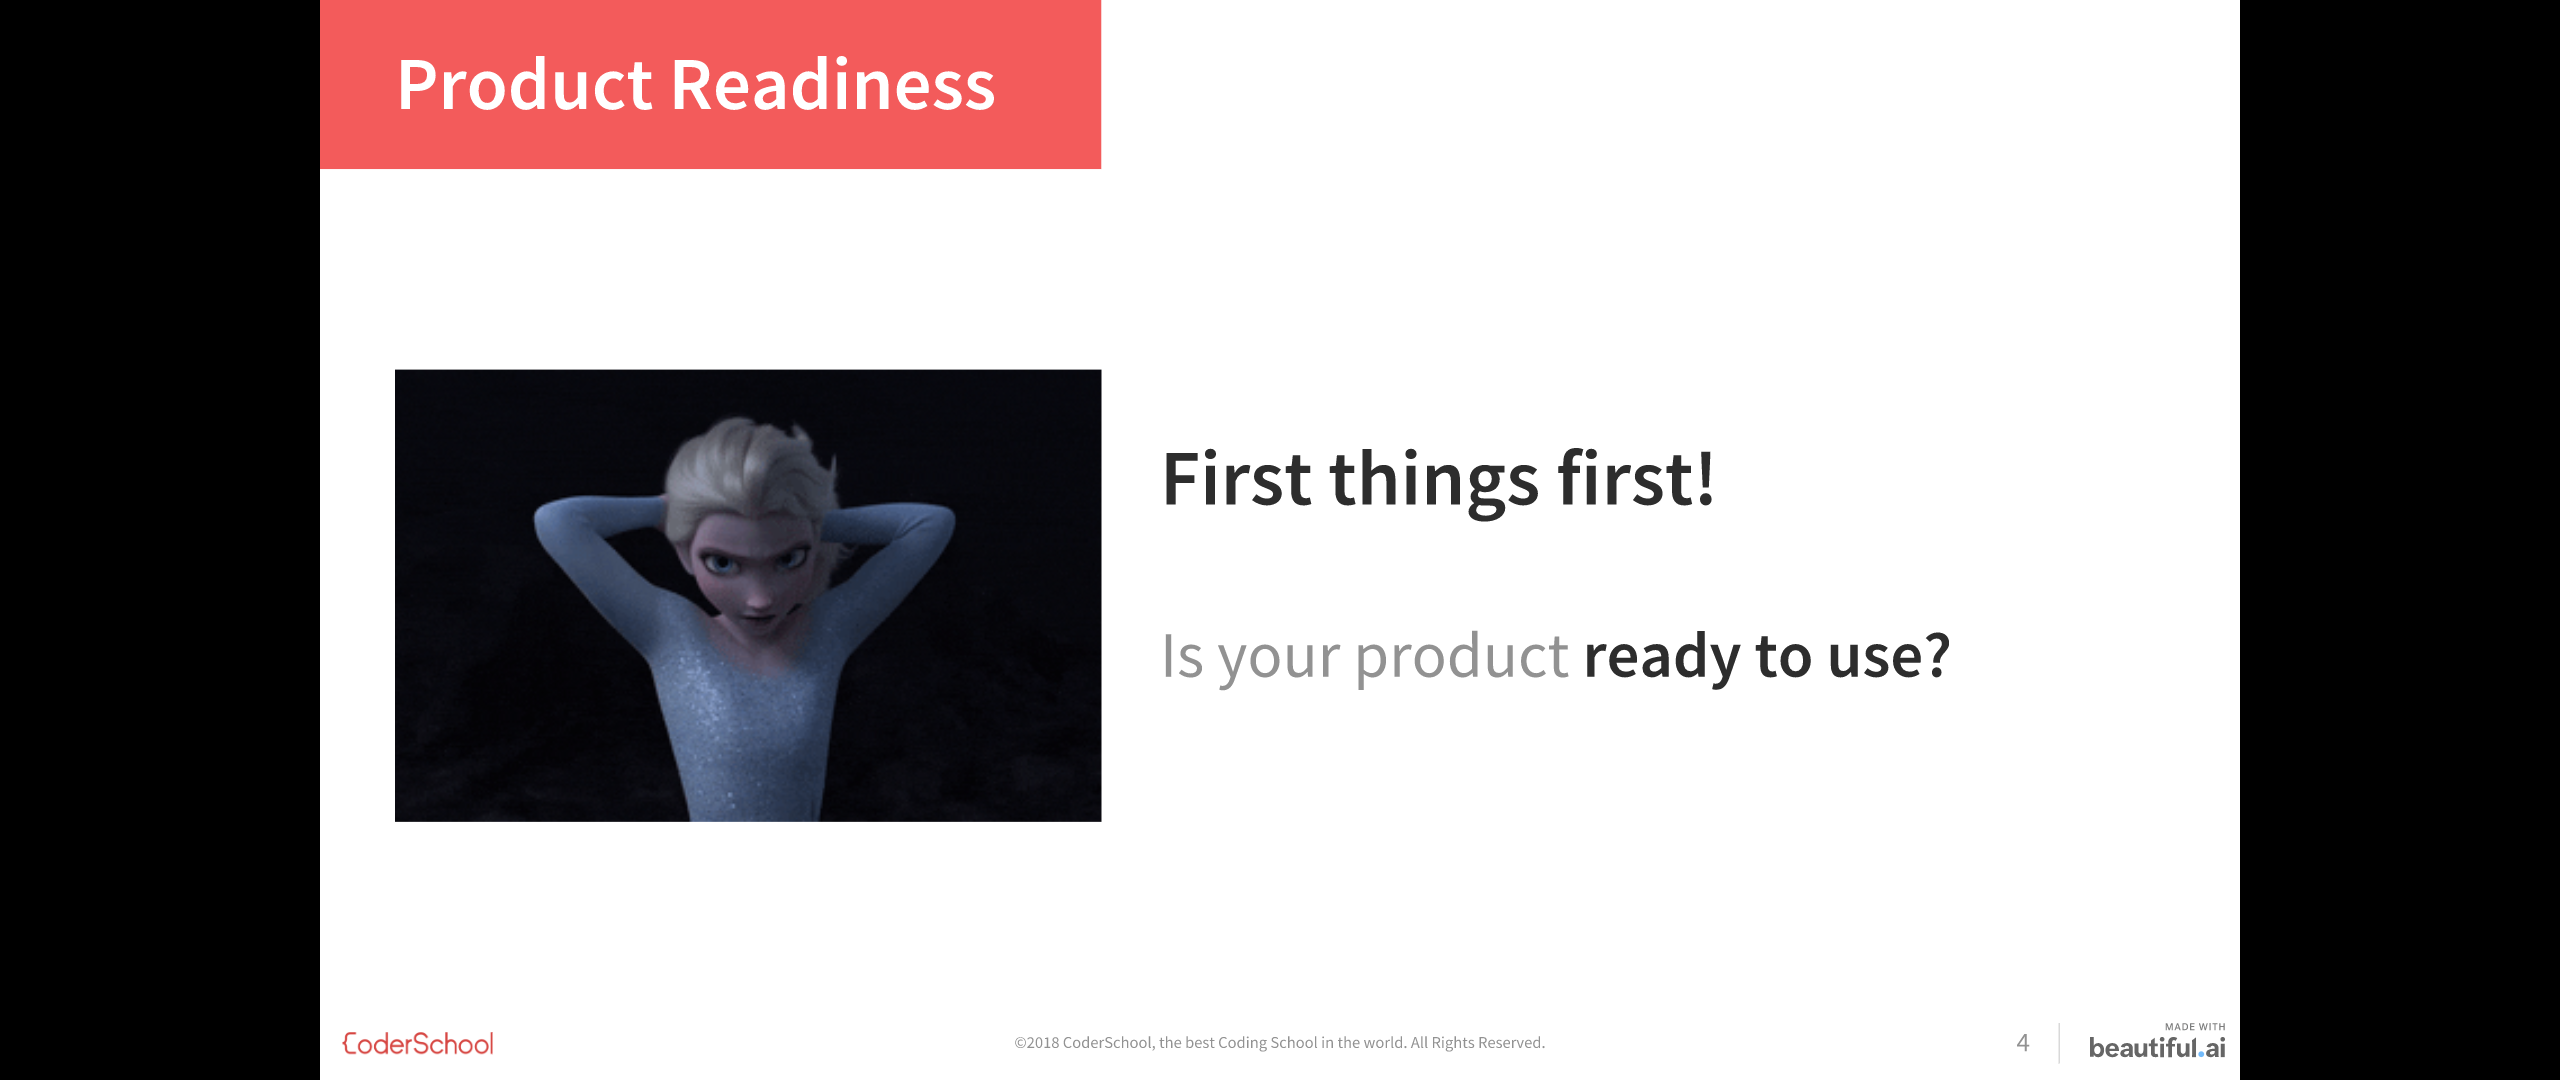 Product Readiness
First things first!
Is your product ready to use?
CoderSchool
©2018 CoderSchool, the best Coding School in the world. All Rights Reserved.
4
MADE WITH
beautiful.ai